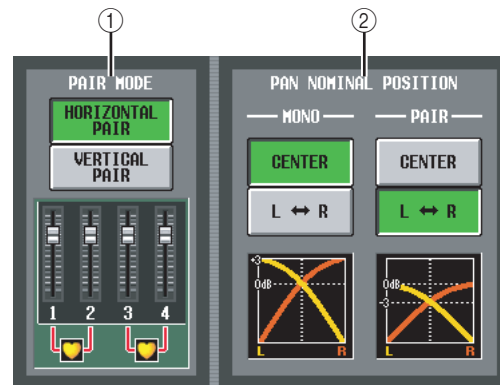 ① ②
PAIR MODE
HORIZONTAL
PAIR
VERTICAL
PAIR
1 2 3 4
PAN NOMINAL POSITION
MONO PAIR
CENTER CENTER
L ↔ R L ↔ R
+3
0dB
L R
0dB
-3
L R